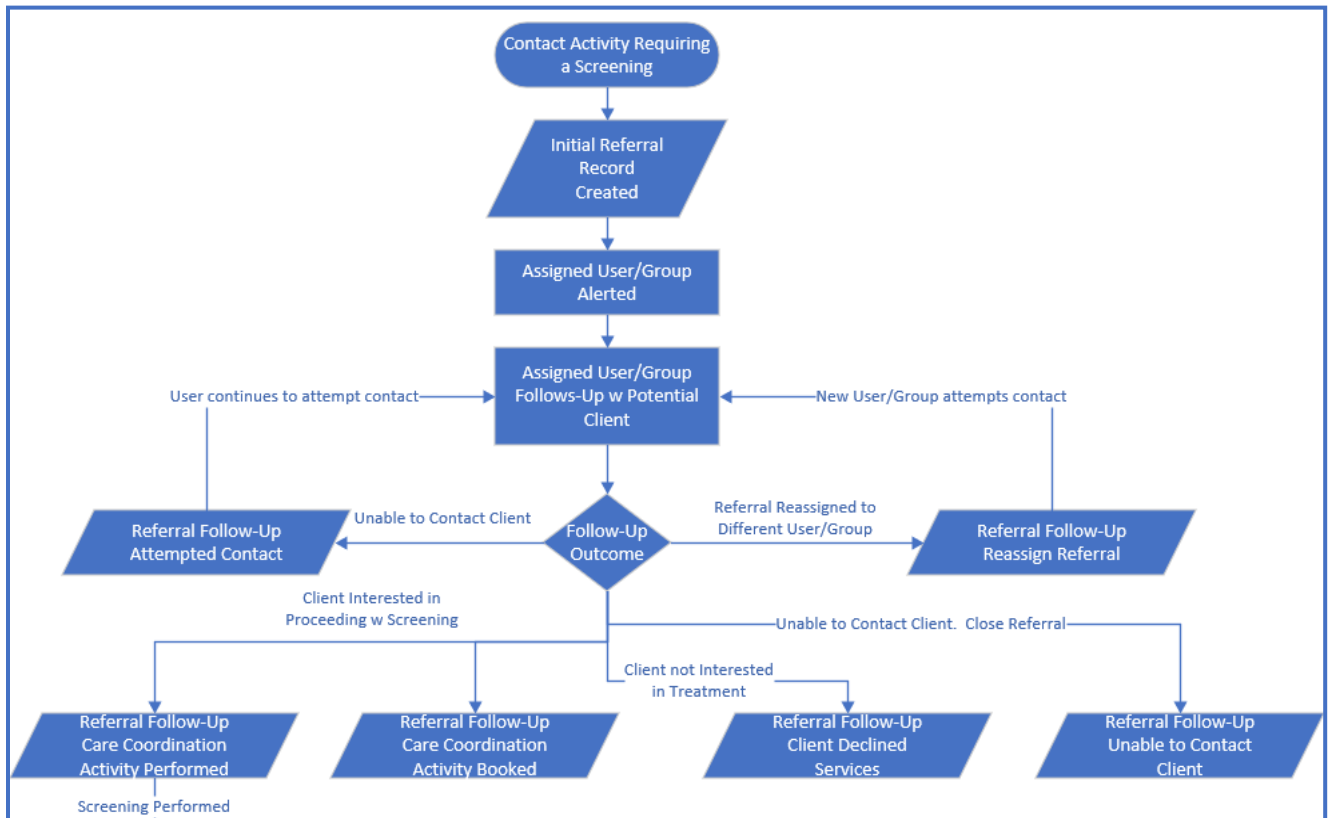 Contact Activity Requiring
a Screening
Initial Referral
Record
Created
Assigned User/Group
Alerted
Assigned User/Group
Follows-Up w Potential
Client
User continues to attempt contact
New User/Group attempts contact
Referral Follow-Up
Attempted Contact
Unable to Contact Client
Follow-Up
Outcome
Referral Reassigned to
Different User/Group
Referral Follow-Up
Reassign Referral
Client Interested in
Proceeding w Screening
Unable to Contact Client.  Close Referral
Client not Interested
in Treatment
Referral Follow-Up
Care Coordination
Activity Performed
Referral Follow-Up
Care Coordination
Activity Booked
Referral Follow-Up
Client Declined
Services
Referral Follow-Up
Unable to Contact
Client
Screening Performed